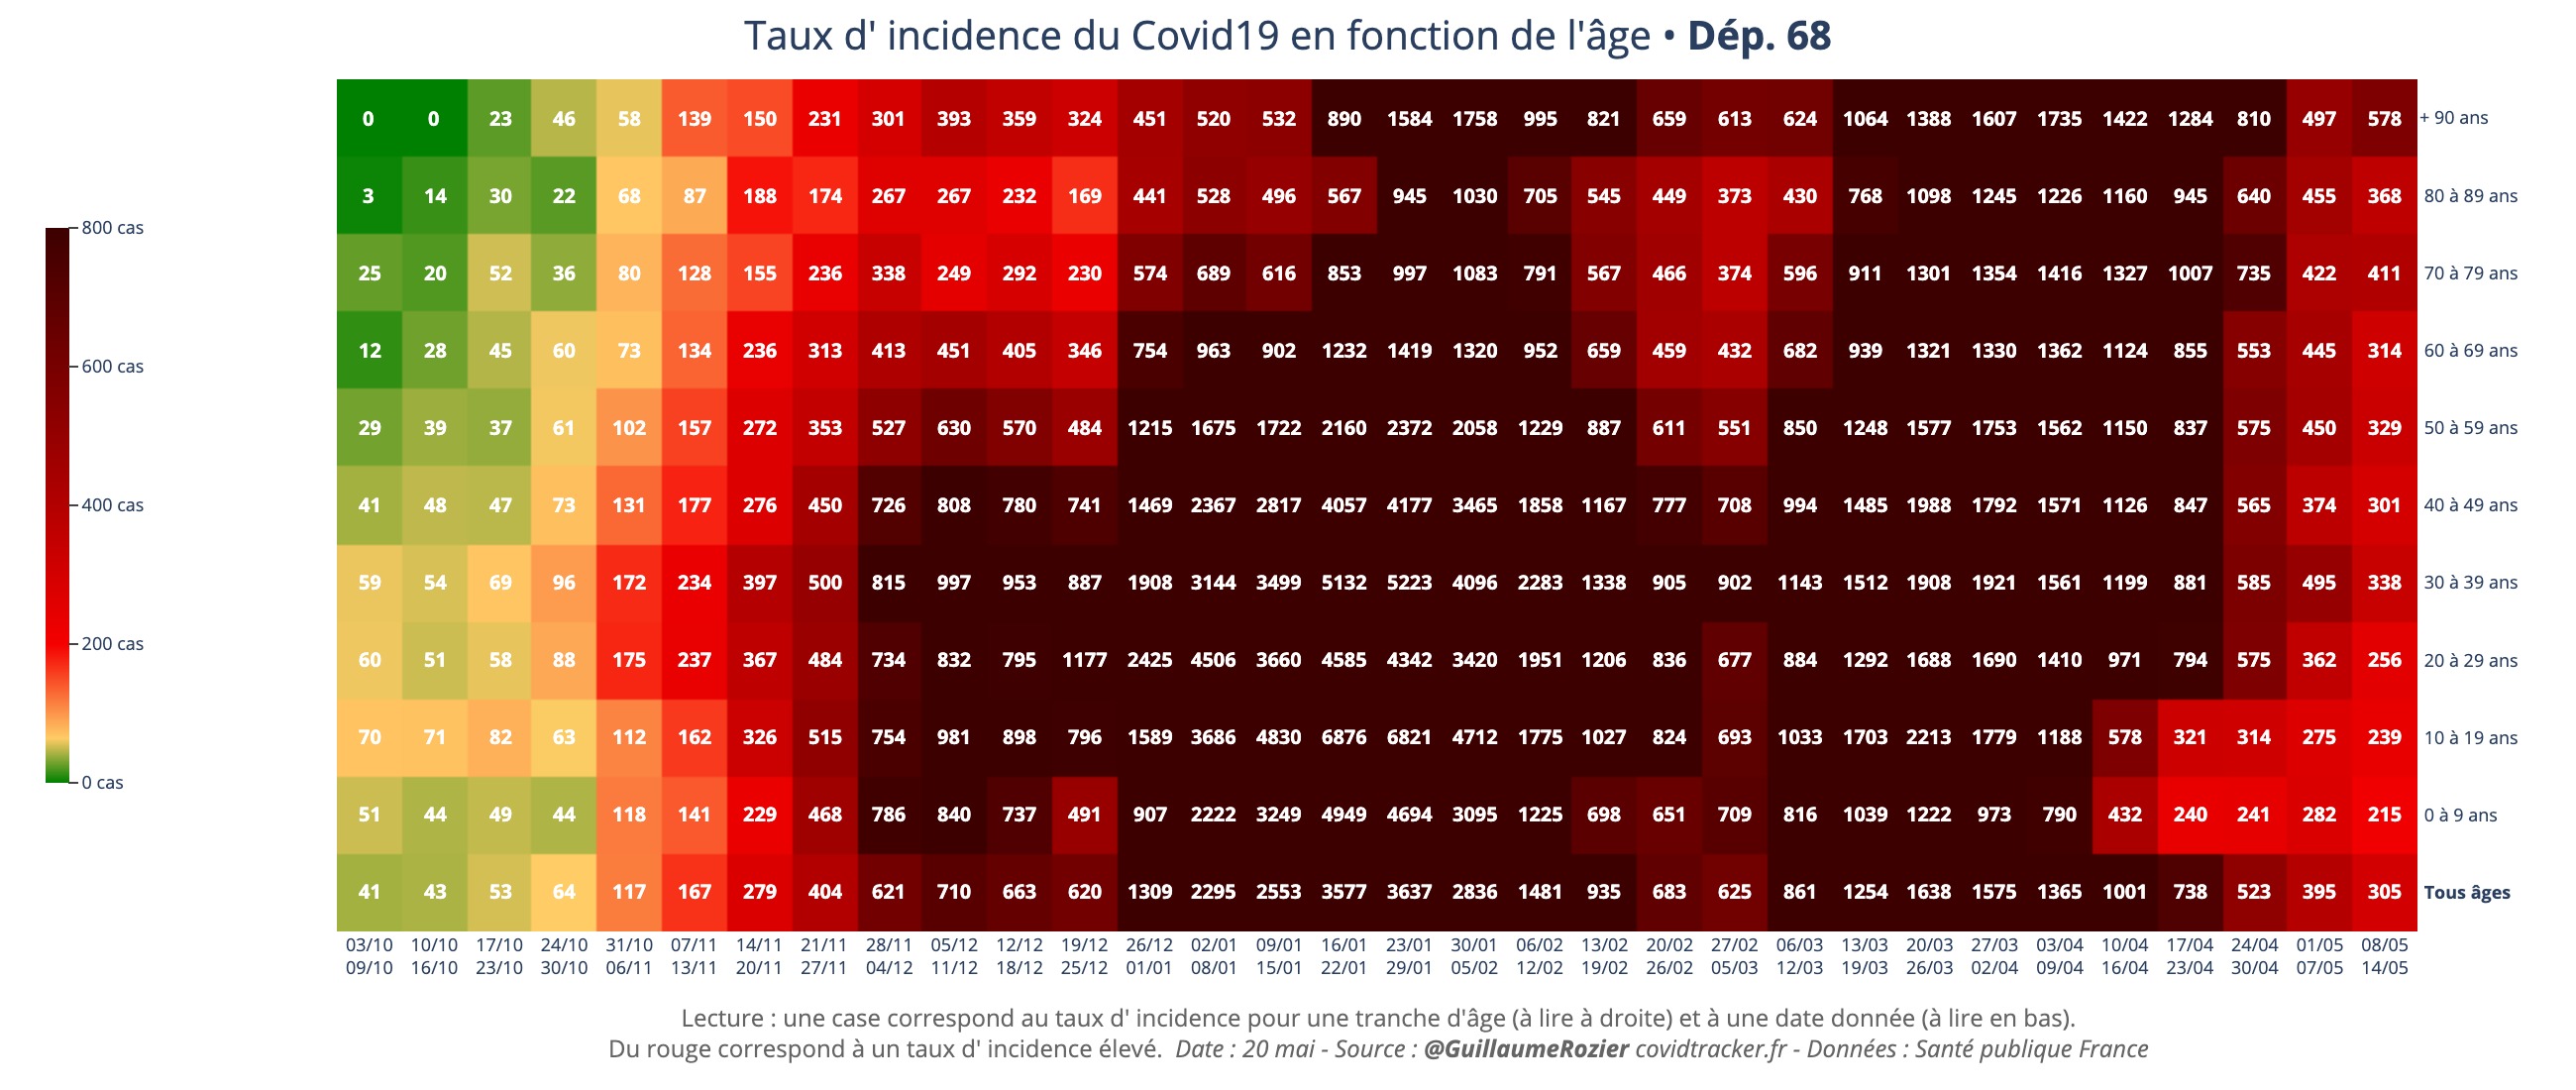 Taux d' incidence du Covid19 en fonction de l'âge • Dép. 68
800 cas
600 cas
400 cas
200 cas
0 cas
0 0 23 46 58 139 150 231 301 393 359 324 451 520 532 890 1584 1758 995 821 659 613 624 1064 1388 1607 1735 1422 1284 810 497 578 + 90 ans
3 14 30 22 68 87 188 174 267 267 232 169 441 528 496 567 945 1030 705 545 449 373 430 768 1098 1245 1226 1160 945 640 455 368 80 à 89 ans
25 20 52 36 80 128 155 236 338 249 292 230 574 689 616 853 997 1083 791 567 466 374 596 911 1301 1354 1416 1327 1007 735 422 411 70 à 79 ans
12 28 45 60 73 134 236 313 413 451 405 346 754 963 902 1232 1419 1320 952 659 459 432 682 939 1321 1330 1362 1124 855 553 445 314 60 à 69 ans
29 39 37 61 102 157 272 353 527 630 570 484 1215 1675 1722 2160 2372 2058 1229 887 611 551 850 1248 1577 1753 1562 1150 837 575 450 329 50 à 59 ans
41 48 47 73 131 177 276 450 726 808 780 741 1469 2367 2817 4057 4177 3465 1858 1167 777 708 994 1485 1988 1792 1571 1126 847 565 374 301 40 à 49 ans
59 54 69 96 172 234 397 500 815 997 953 887 1908 3144 3499 5132 5223 4096 2283 1338 905 902 1143 1512 1908 1921 1561 1199 881 585 495 338 30 à 39 ans
60 51 58 88 175 237 367 484 734 832 795 1177 2425 4506 3660 4585 4342 3420 1951 1206 836 677 884 1292 1688 1690 1410 971 794 575 362 256 20 à 29 ans
70 71 82 63 112 162 326 515 754 981 898 796 1589 3686 4830 6876 6821 4712 1775 1027 824 693 1033 1703 2213 1779 1188 578 321 314 275 239 10 à 19 ans
51 44 49 44 118 141 229 468 786 840 737 491 907 2222 3249 4949 4694 3095 1225 698 651 709 816 1039 1222 973 790 432 240 241 282 215 0 à 9 ans
41 43 53 64 117 167 279 404 621 710 663 620 1309 2295 2553 3577 3637 2836 1481 935 683 625 861 1254 1638 1575 1365 1001 738 523 395 305 Tous âges
03/10 10/10 17/10 24/10 31/10 07/11 14/11 21/11 28/11 05/12 12/12 19/12 26/12 02/01 09/01 16/01 23/01 30/01 06/02 13/02 20/02 27/02 06/03 13/03 20/03 27/03 03/04 10/04 17/04 24/04 01/05 08/05
09/10 16/10 23/10 30/10 06/11 13/11 20/11 27/11 04/12 11/12 18/12 25/12 01/01 08/01 15/01 22/01 29/01 05/02 12/02 19/02 26/02 05/03 12/03 19/03 26/03 02/04 09/04 16/04 23/04 30/04 07/05 14/05
Lecture : une case correspond au taux d' incidence pour une tranche d'âge (à lire à droite) et à une date donnée (à lire en bas).
Du rouge correspond à un taux d' incidence élevé. Date : 20 mai - Source : @GuillaumeRozier covidtracker.fr - Données : Santé publique France